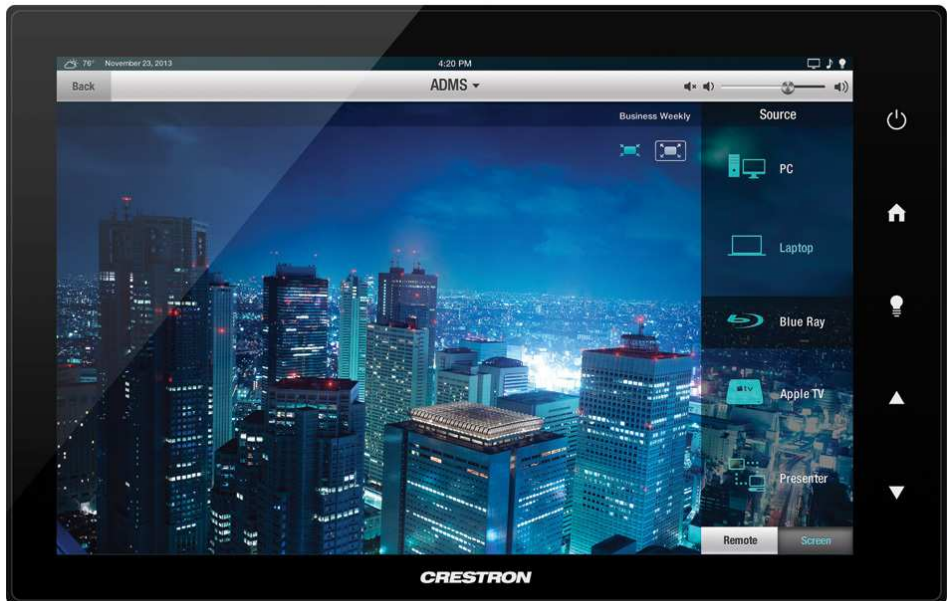 76° November 23, 2013 4:20 PM
Back ADMS
Business Weekly Source
PC
Laptop
Blue Ray
tv Apple TV
Presenter
Remote Screen
CRESTRON